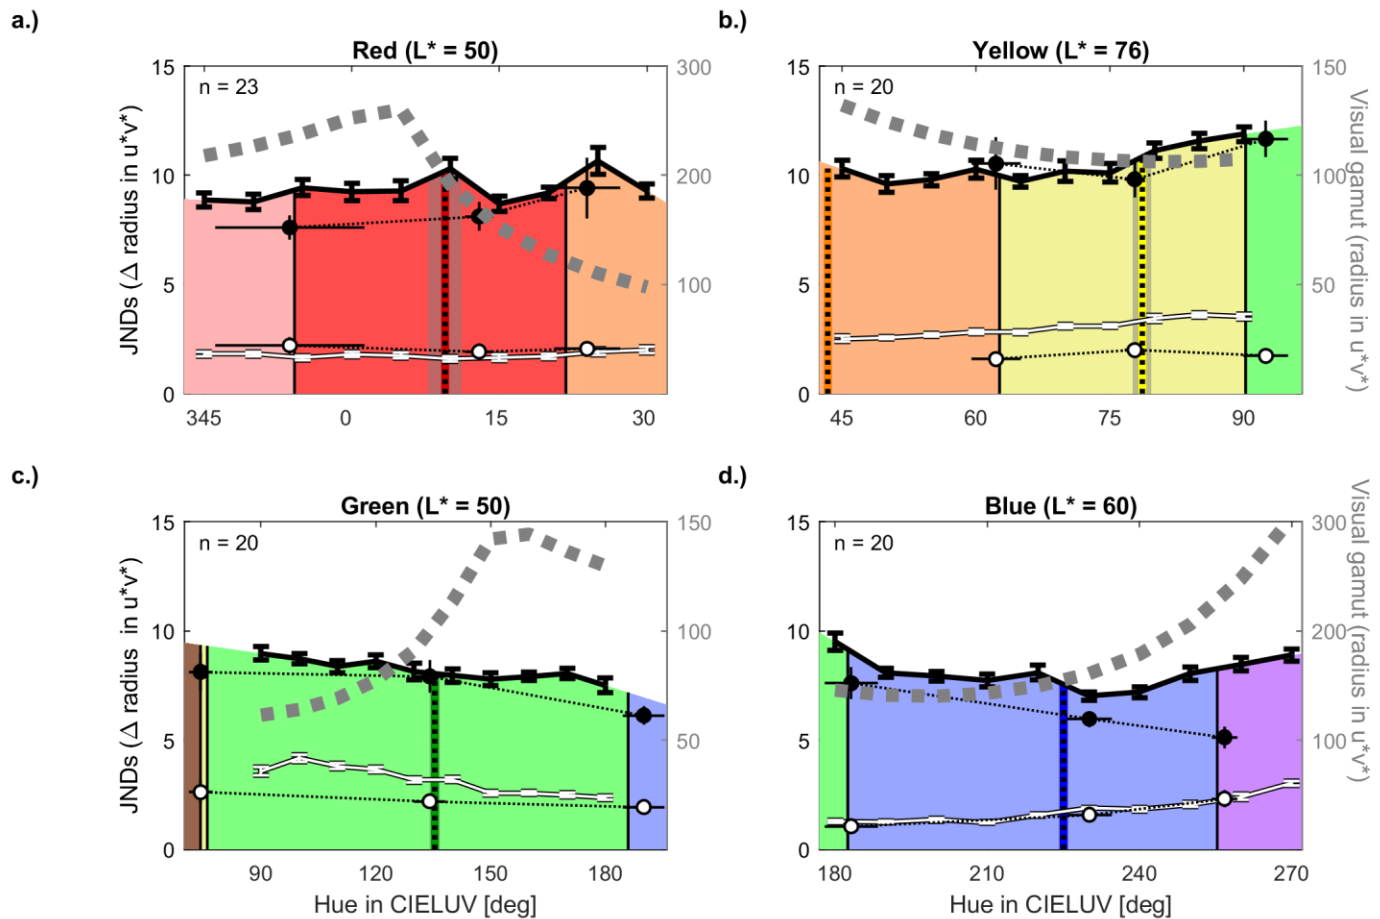 a.)
Red (L* = 50)
n = 23
15
10
5
0
300
200
100
345
0
15
30
JNDs (Δ radius in u*v*)
b.)
Yellow (L* = 76)
n = 20
15
10
5
0
150
100
50
45
60
75
90
Visual gamut (radius in u*v*)
c.)
Green (L* = 50)
n = 20
15
10
5
0
150
100
50
90
120
150
180
JNDs (Δ radius in u*v*)
Hue in CIELUV [deg]
d.)
Blue (L* = 60)
n = 20
15
10
5
0
300
200
100
180
210
240
270
Visual gamut (radius in u*v*)
Hue in CIELUV [deg]